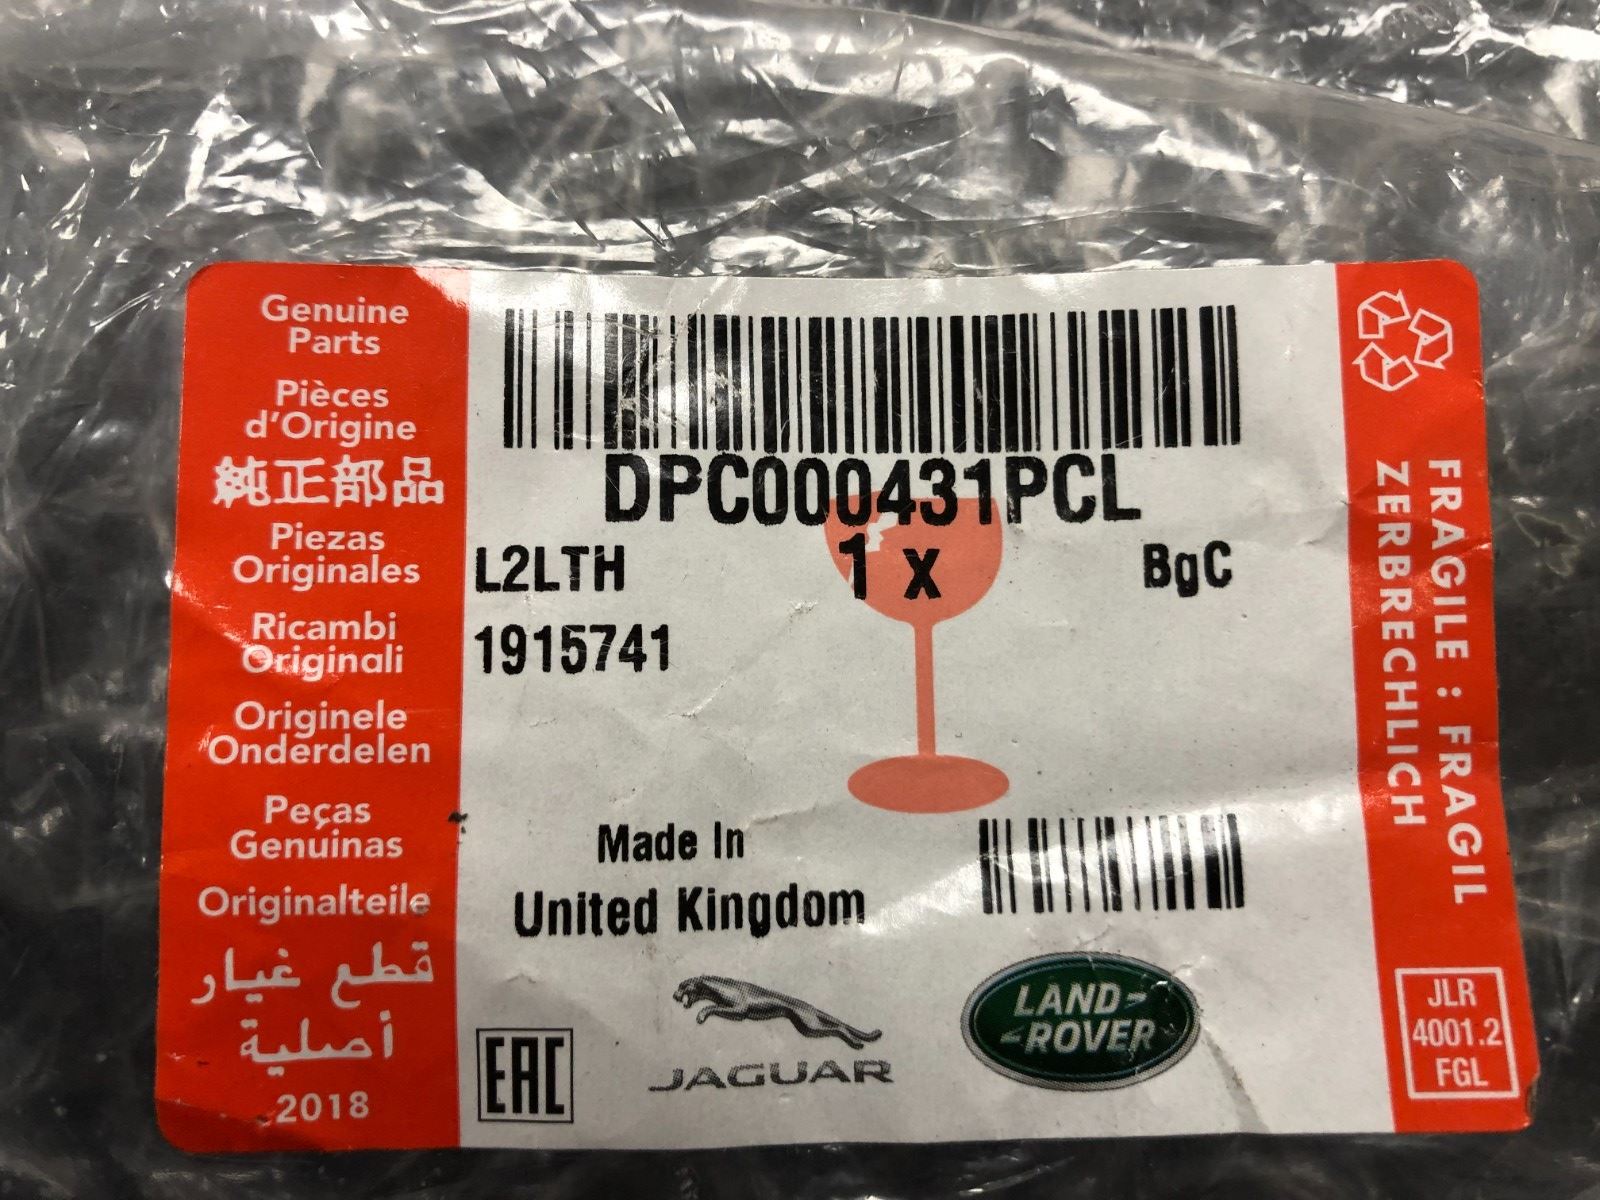 Genuine
Parts
Pièces
d'Origine
純正部品
Piezas
Originales
Ricambi
Originali
Originele
Onderdelen
Peças
Genuinas
Originalteile
قطع غيار
أصلية
2018
DPC000431PCL
L2LTH 1 x BgC
1915741
Made In
United Kingdom
EAC
JAGUAR
LAND-
-ROVER
FRAGILE : FRAGIL
ZERBRECHLICH
JLR
4001.2
FGL